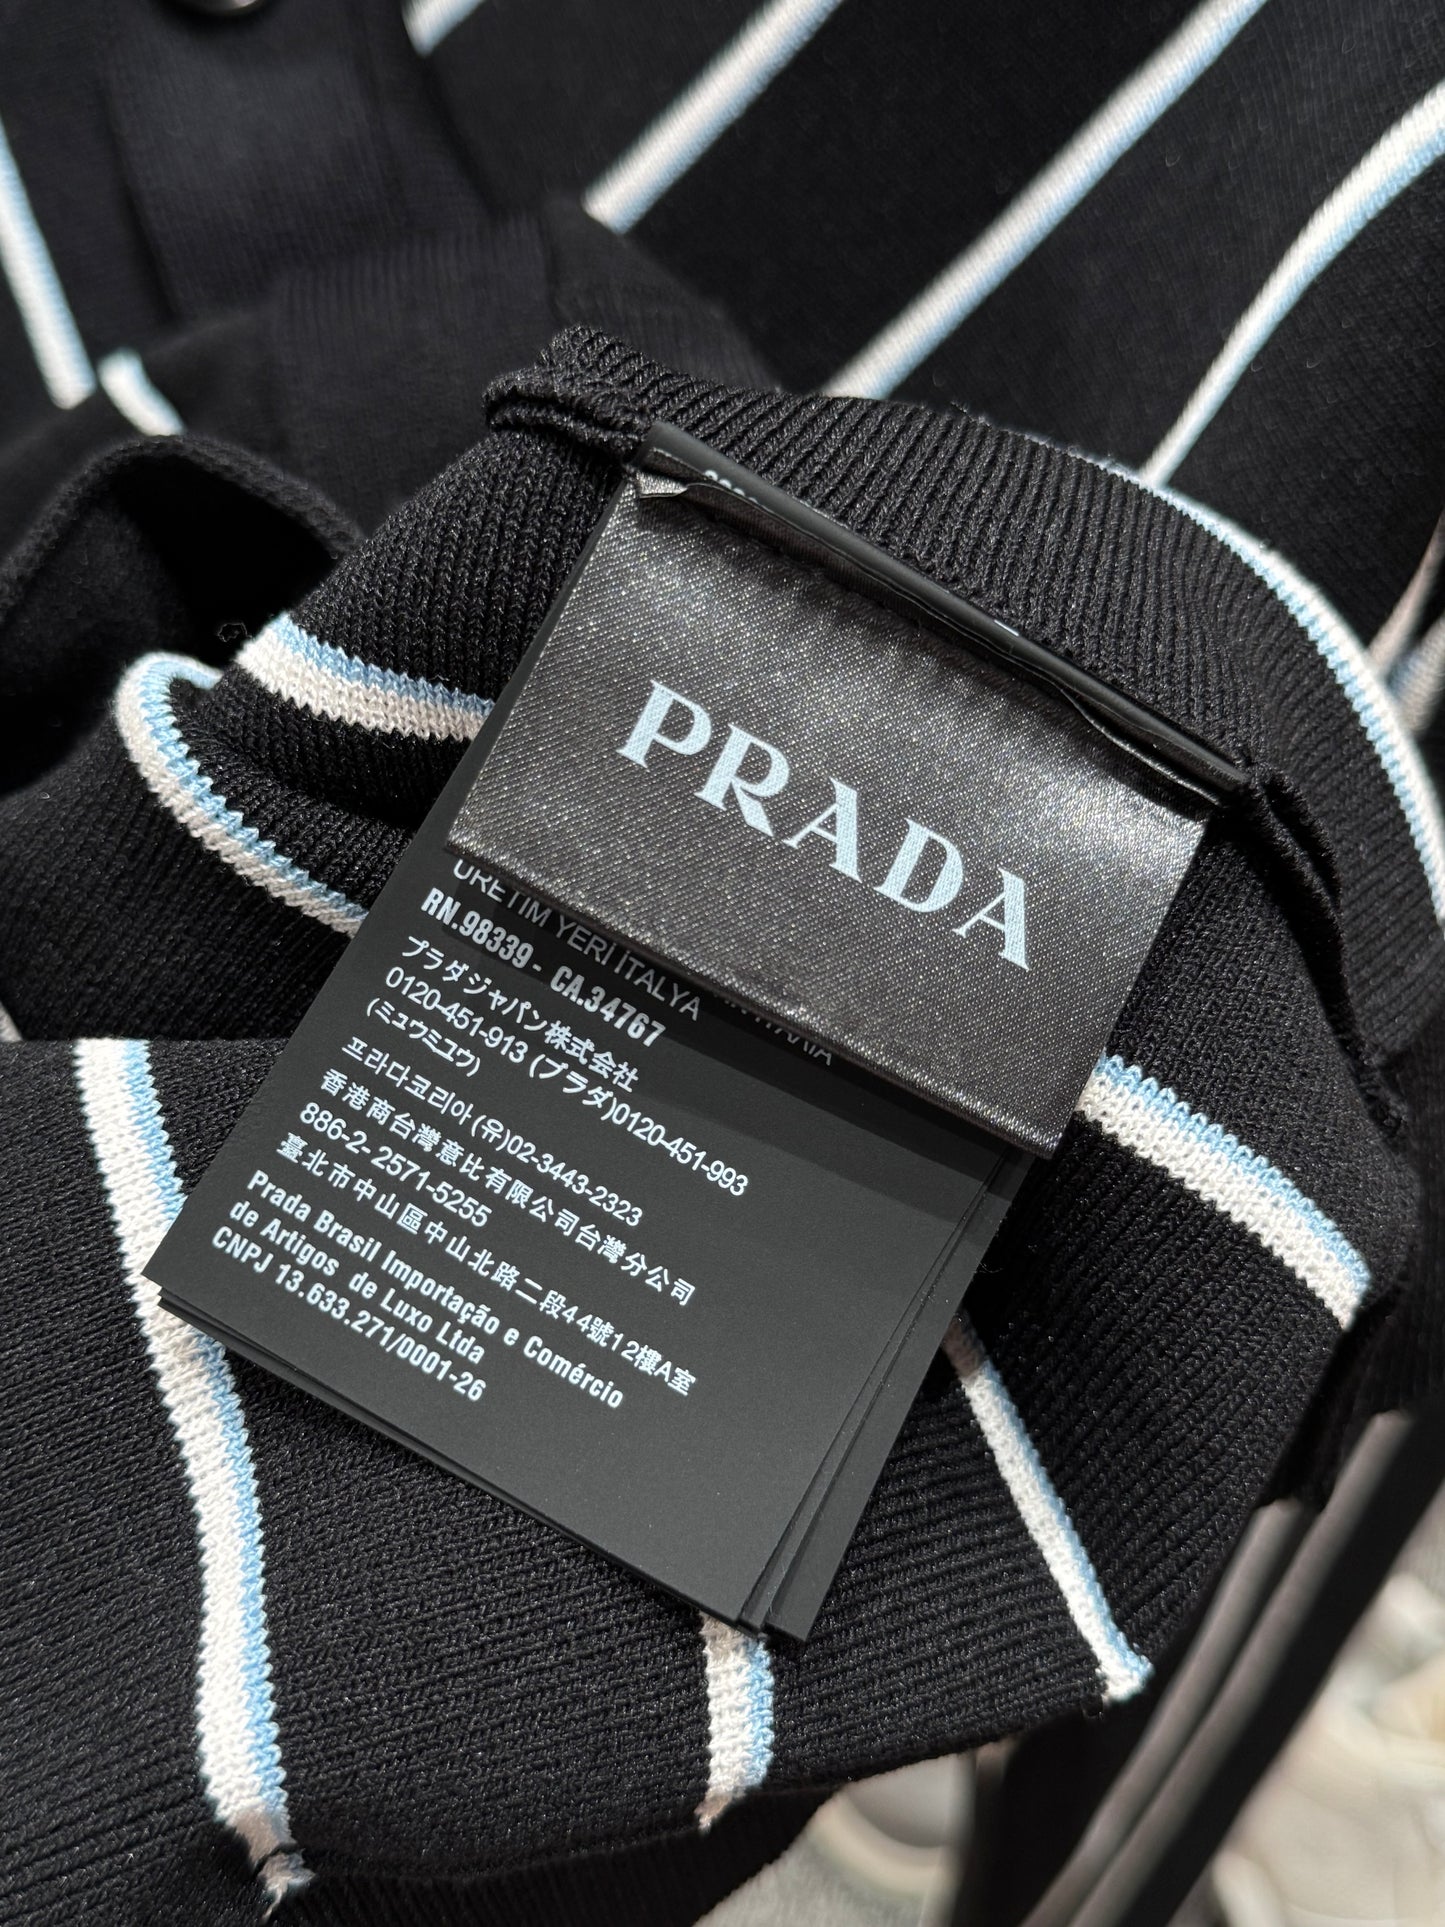 PRADA
ÜRETİM YERİ İTALYA
RN.98339 - CA.34767
プラダジャパン株式会社
0120-451-913 (プラダ)0120-451-993
(ミュウミュウ)
프라다코리아(유)02-3443-2323
香港商台灣意比有限公司台灣分公司
886-2- 2571-5255
臺北市中山區中山北路二段44號12樓A室
Prada Brasil Importação e Comércio
de Artigos de Luxo Ltda
CNPJ 13.633.271/0001-26